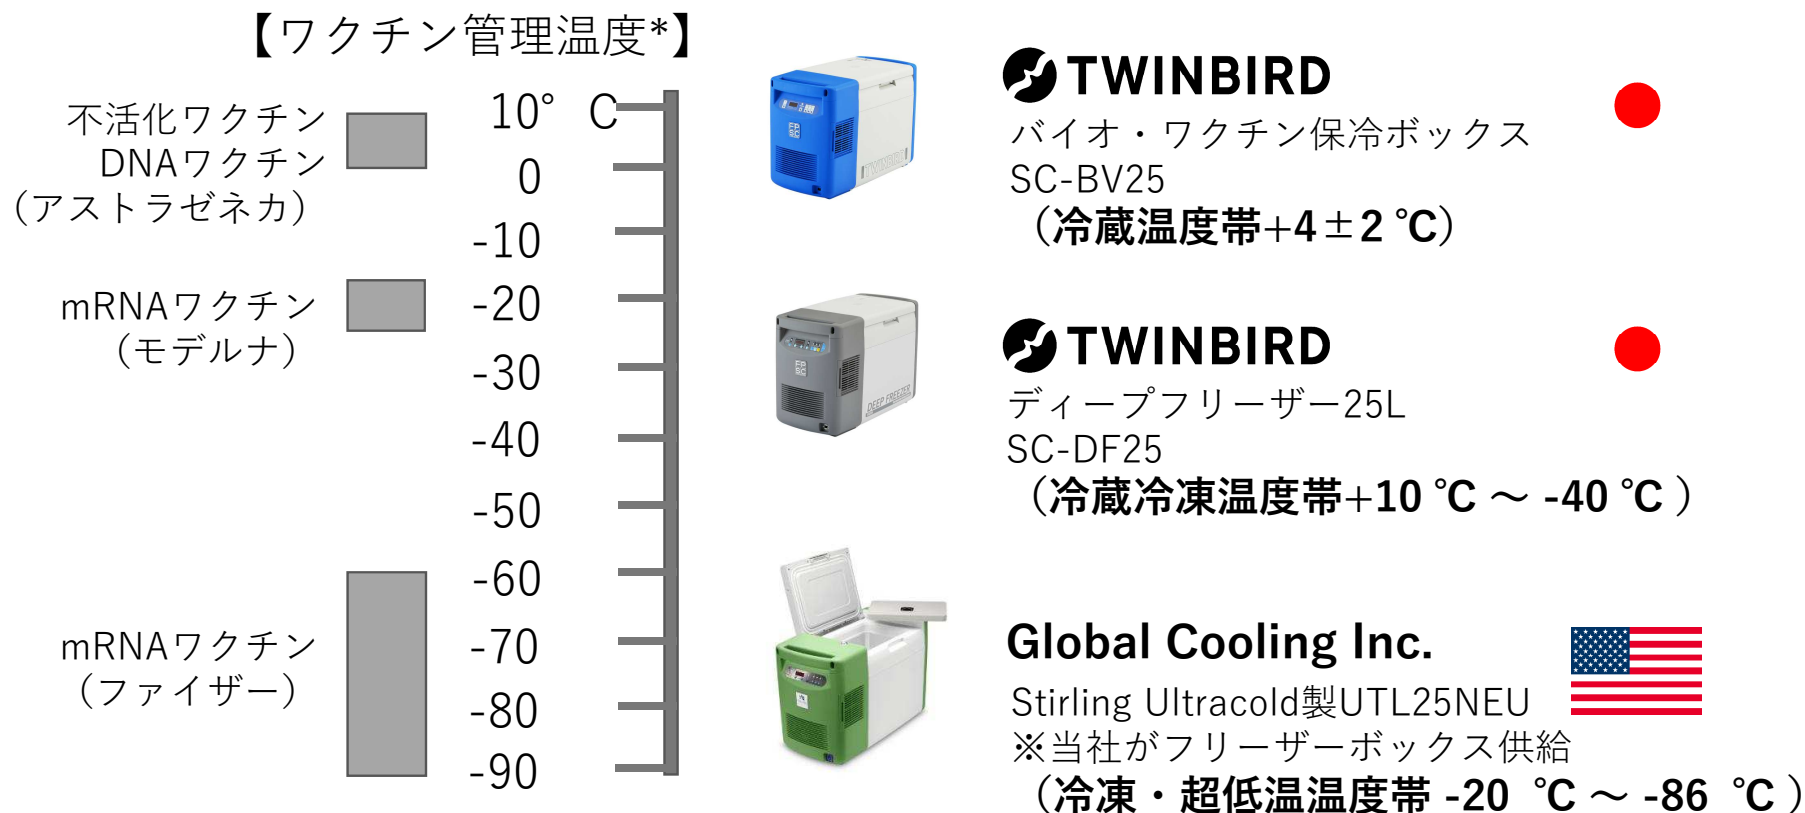 【ワクチン管理温度*】
不活化ワクチン
DNAワクチン
（アストラゼネカ）
mRNAワクチン
（モデルナ）
mRNAワクチン
（ファイザー）
10° C
0
-10
-20
-30
-40
-50
-60
-70
-80
-90
FPSC
TWINBIRD
TWINBIRD
バイオ・ワクチン保冷ボックス
SC-BV25
（冷蔵温度帯+4±2 ℃）
FPSC
DEEP FREEZER
TWINBIRD
ディープフリーザー25L
SC-DF25
（冷蔵冷凍温度帯+10 ℃ ～ -40 ℃ ）
Global Cooling Inc.
Stirling Ultracold製UTL25NEU
※当社がフリーザーボックス供給
（冷凍・超低温温度帯 -20 ℃ ～ -86 ℃ ）